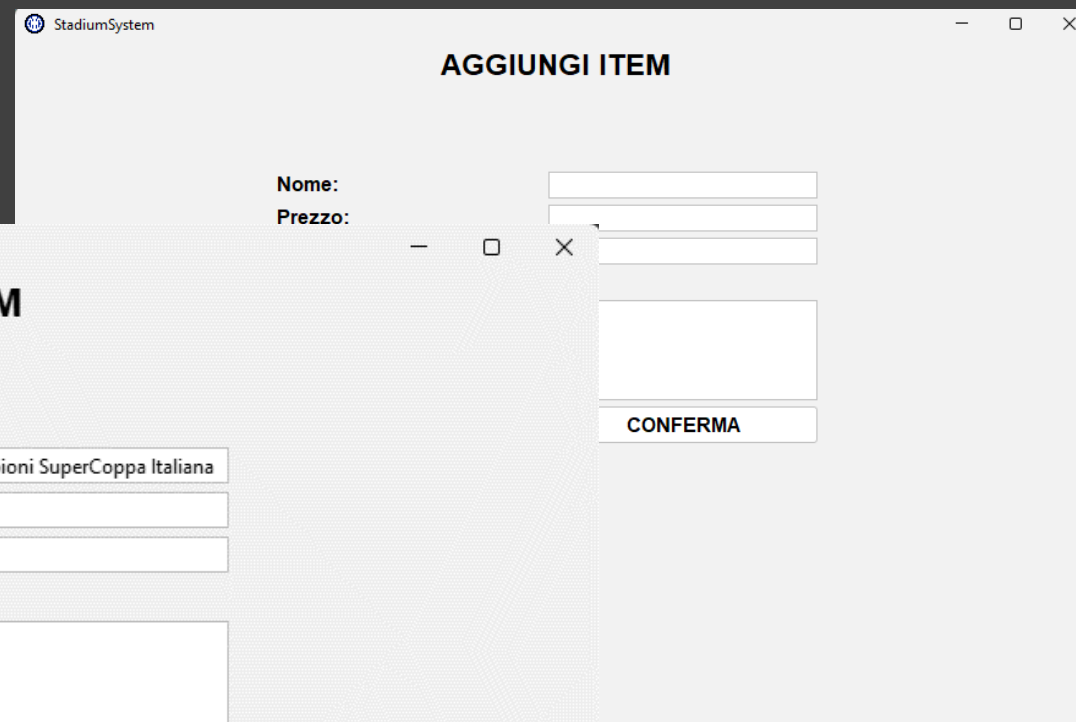 StadiumSystem
AGGIUNGI ITEM
Nome:
Prezzo:
CONFERMA
M
ioni SuperCoppa Italiana